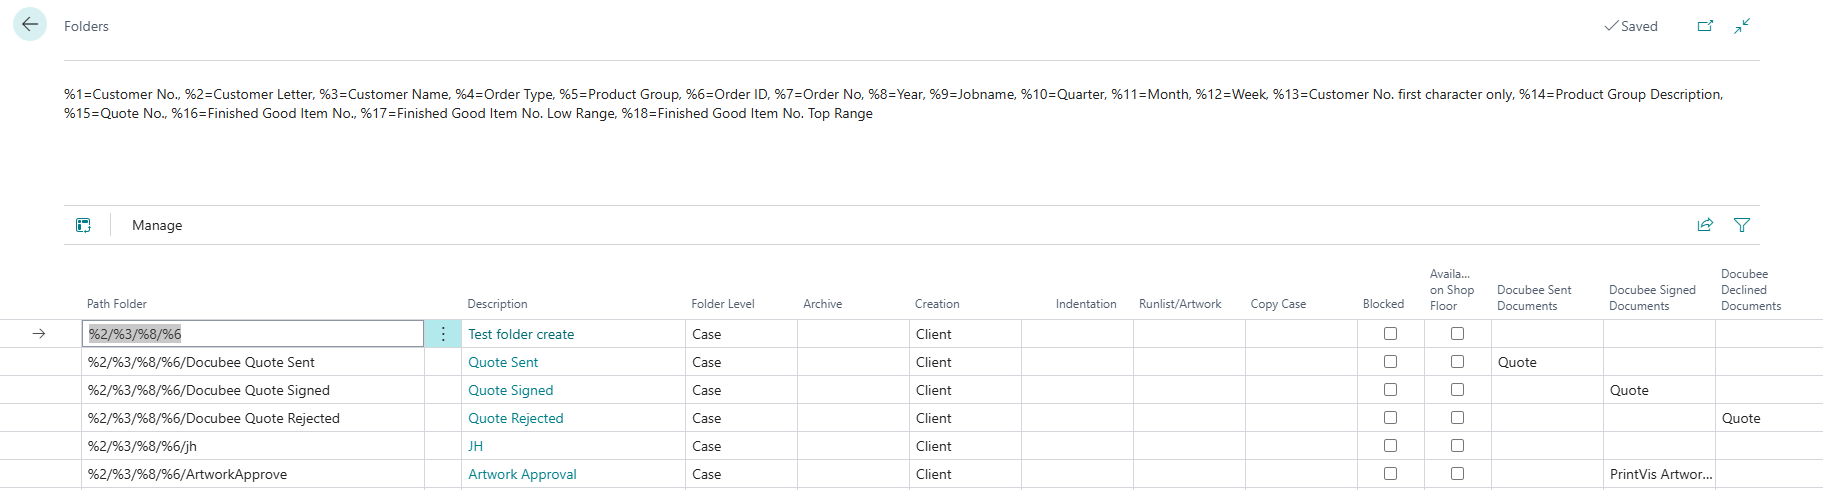 Folders
Saved
%1=Customer No., %2=Customer Letter, %3=Customer Name, %4=Order Type, %5=Product Group, %6=Order ID, %7=Order No, %8=Year, %9=Jobname, %10=Quarter, %11=Month, %12=Week, %13=Customer No. first character only, %14=Product Group Description,
%15=Quote No., %16=Finished Good Item No., %17=Finished Good Item No. Low Range, %18=Finished Good Item No. Top Range
Manage
Path Folder Description Folder Level Archive Creation Indentation Runlist/Artwork Copy Case Blocked Availa... on Shop Floor Docubee Sent Documents Docubee Signed Documents Docubee Declined Documents
%2/%3/%8/%6 Test folder create Case Client
%2/%3/%8/%6/Docubee Quote Sent Quote Sent Case Client Quote
%2/%3/%8/%6/Docubee Quote Signed Quote Signed Case Client Quote
%2/%3/%8/%6/Docubee Quote Rejected Quote Rejected Case Client Quote
%2/%3/%8/%6/jh JH Case Client
%2/%3/%8/%6/ArtworkApprove Artwork Approval Case Client PrintVis Artwor...